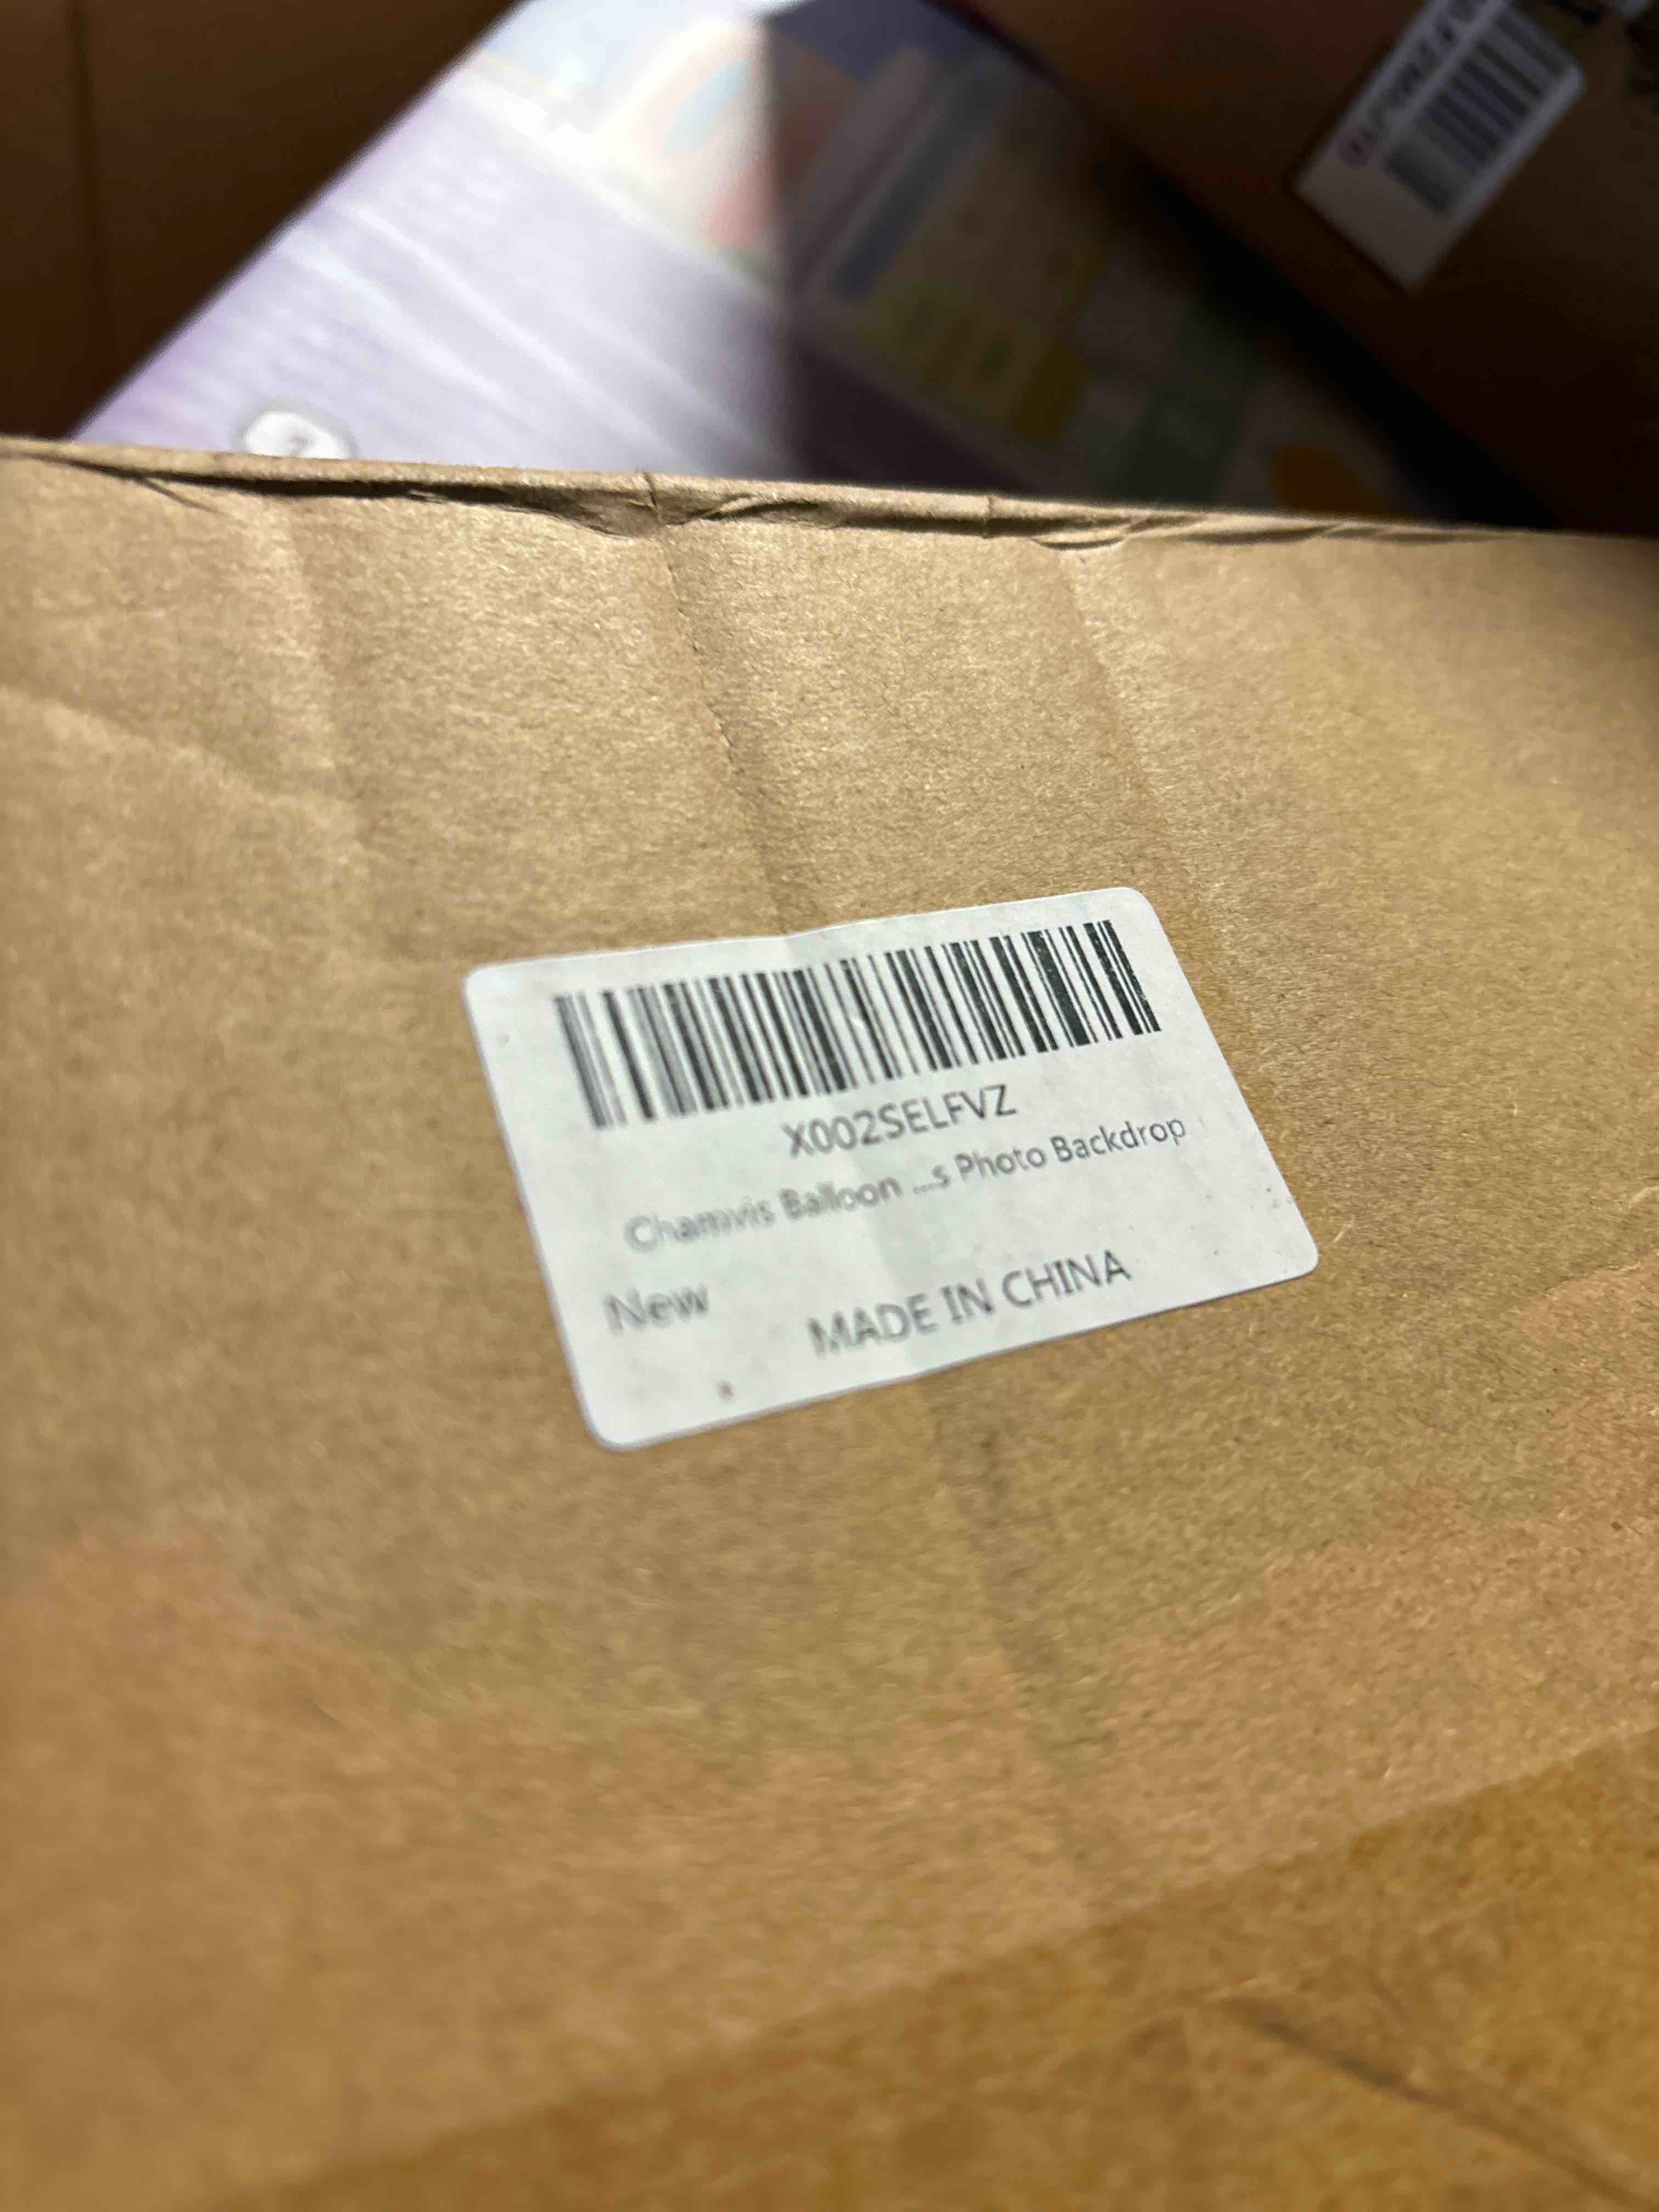 X002SELFVZ
Chamvis Balloon ...s Photo Backdrop
New
MADE IN CHINA